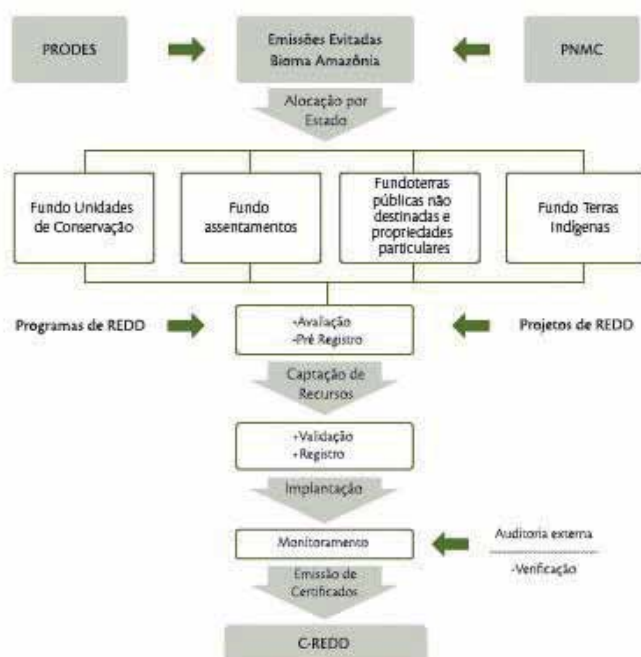 PRODES
Emissões Evitadas
Bioma Amazônia
PNMC
Alocação por
Estado
Fundo Unidades
de Conservação
Fundo
assentamentos
Fundoterras
públicas não
destinadas e
propriedades
particulares
Fundo Terras
Indígenas
Programas de REDD
-Avaliação
-Pré Registro
Projetos de REDD
Captação de
Recursos
-Validação
-Registro
Implantação
Monitoramento
Auditoria externa
-Verificação
Emissão de
Certificados
C-REDD